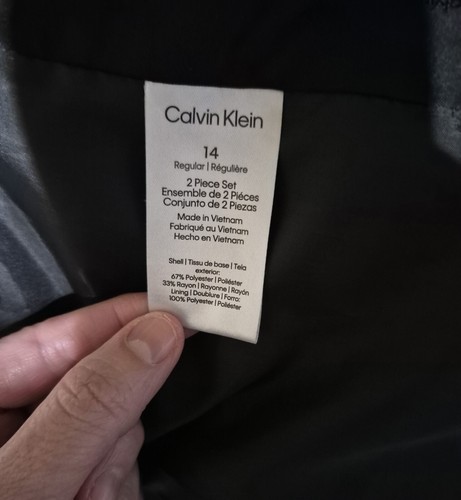 Calvin Klein
14
Regular | Régulière
2 Piece Set
Ensemble de 2 Pièces
Conjunto de 2 Piezas
Made in Vietnam
Fabriqué au Vietnam
Hecho en Vietnam
Shell | Tissu de base | Tela
exterior:
67% Polyester | Poliéster
33% Rayon | Rayonne | Rayón
Lining | Doublure | Forro:
100% Polyester | Poliéster